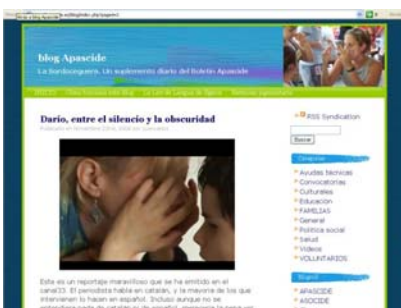 blog Apascide
La Sordoceguera. Un suplemento diario del Boletín Apascide
Darío, entre el silencio y la obscuridad
Este es un reportaje maravilloso que se ha emitido en el
canal33. El periodista habla en catalán, y la mayoría de los que
intervienen lo hacen en español. Incluso aunque no se
RSS Syndication
Buscar
Categorías
Ayudas técnicas
Convocatorias
Culturales
Educación
FAMILIAS
General
Política social
Salud
Videos
VOLUNTARIOS
Blogroll
APASCIDE
ASOCIDE